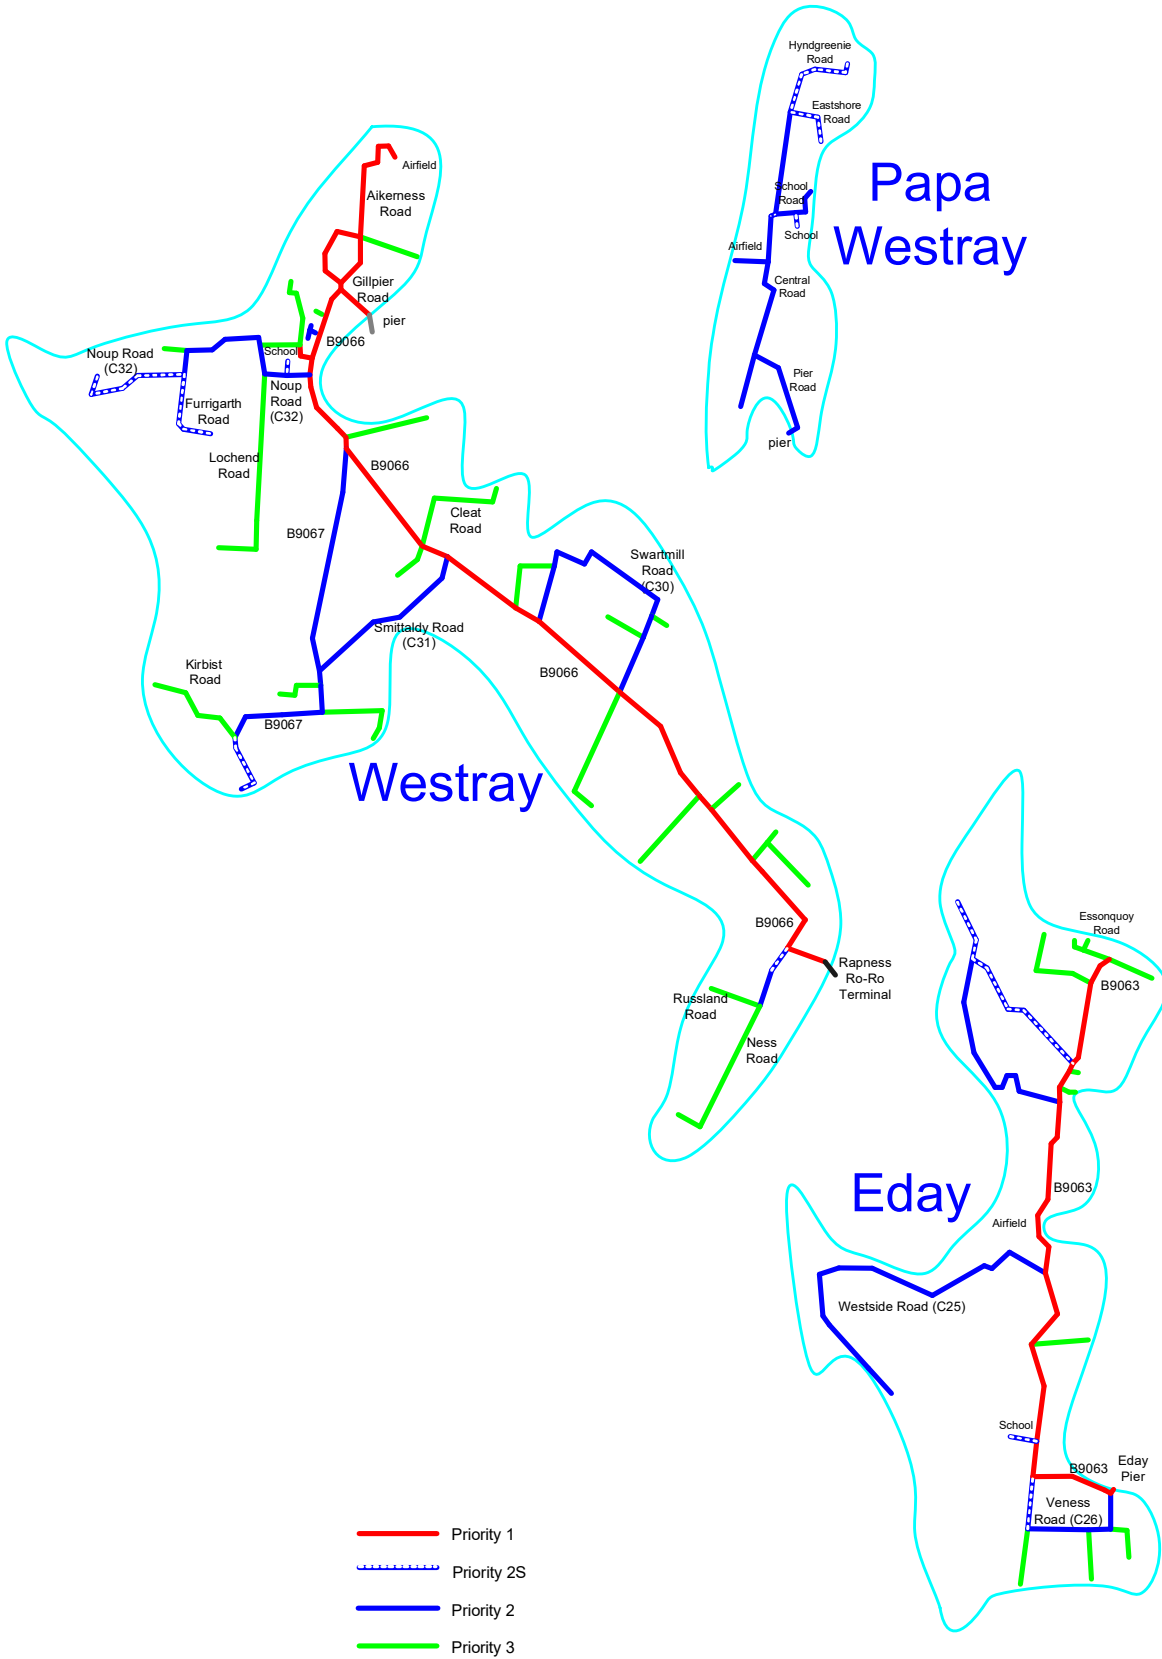 Hyndgreenie
Road
Eastshore
Road
Papa
Westray
School
Road
School
Airfield
Central
Road
Pier
Road
pier
Airfield
Aikerness
Road
Gillpier
Road
pier
B9066
Noup Road
(C32)
School
Noup
Road
(C32)
Furrigarth
Road
Lochend
Road
B9066
B9067
Cleat
Road
Swartmill
Road
(C30)
Smittaldy Road
(C31)
B9066
Kirbist
Road
B9067
Westray
B9066
Rapness
Ro-Ro
Terminal
Russland
Road
Ness
Road
Essonquoy
Road
B9063
Eday
B9063
Airfield
Westside Road (C25)
School
B9063
Eday
Pier
Veness
Road (C26)
Priority 1
Priority 2S
Priority 2
Priority 3